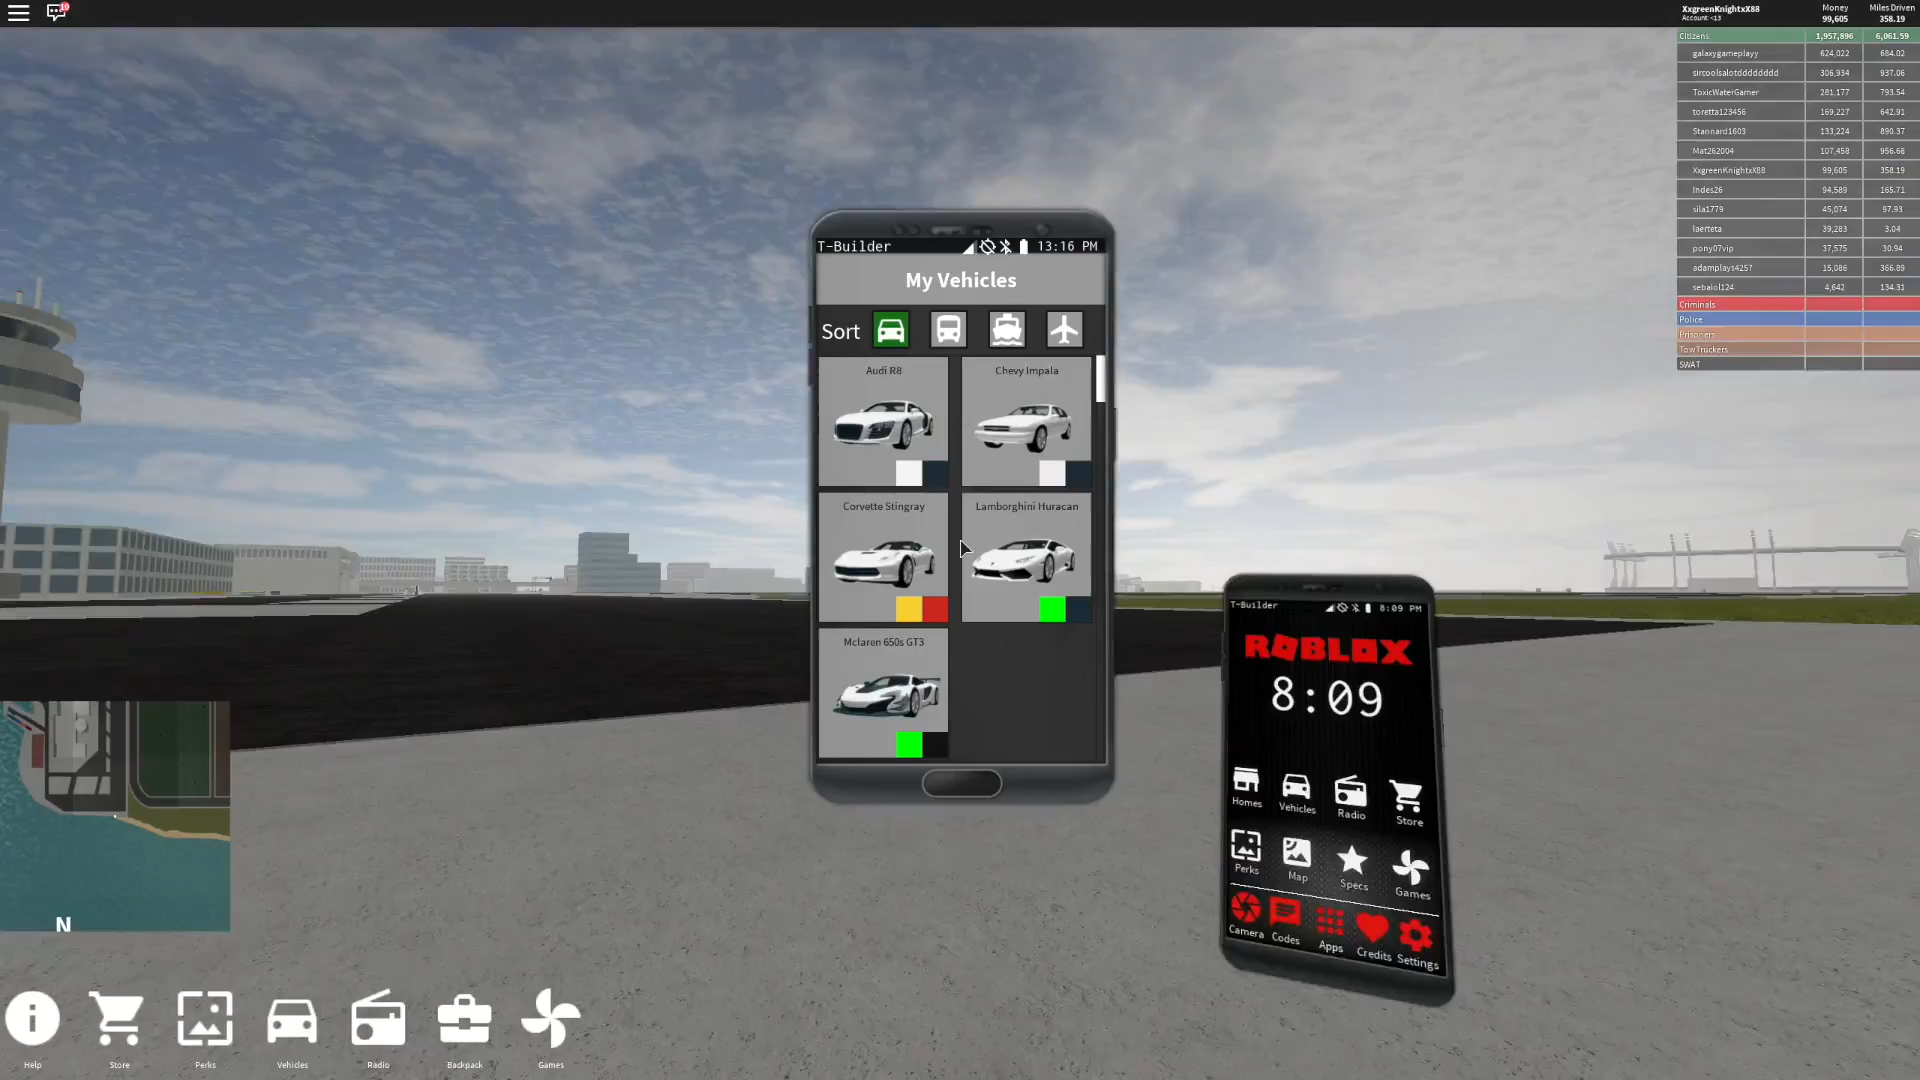 10
XxgreenKnightxX88
Account: <13
Money
99,605
Miles Driven
358.19
Citizens 1,957,896 6,061.59
galaxygameplayy 624,022 684.02
sircoolsalotdddddddd 306,934 937.06
ToxicWaterGamer 281,177 793.54
toretta123456 169,227 642.91
Stannard1603 133,224 890.37
Mat262004 107,458 956.68
XxgreenKnightxX88 99,605 358.19
Indes26 94,589 165.71
sila1779 45,074 97.93
laerteta 39,283 3.04
pony07vip 37,575 30.94
adamplays4257 15,086 366.89
sebalol124 4,642 134.31
Criminals
Police
Prisoners
TowTruckers
SWAT
T-Builder 13:16 PM
My Vehicles
Sort
Audi R8 Chevy Impala
Corvette Stingray Lamborghini Huracan
Mclaren 650s GT3
T-Builder 8:09 PM
ROBLOX
8:09
Homes Vehicles Radio Store
Perks Map Specs Games
Camera Codes Apps Credits Settings
N
Help Store Perks Vehicles Radio Backpack Games